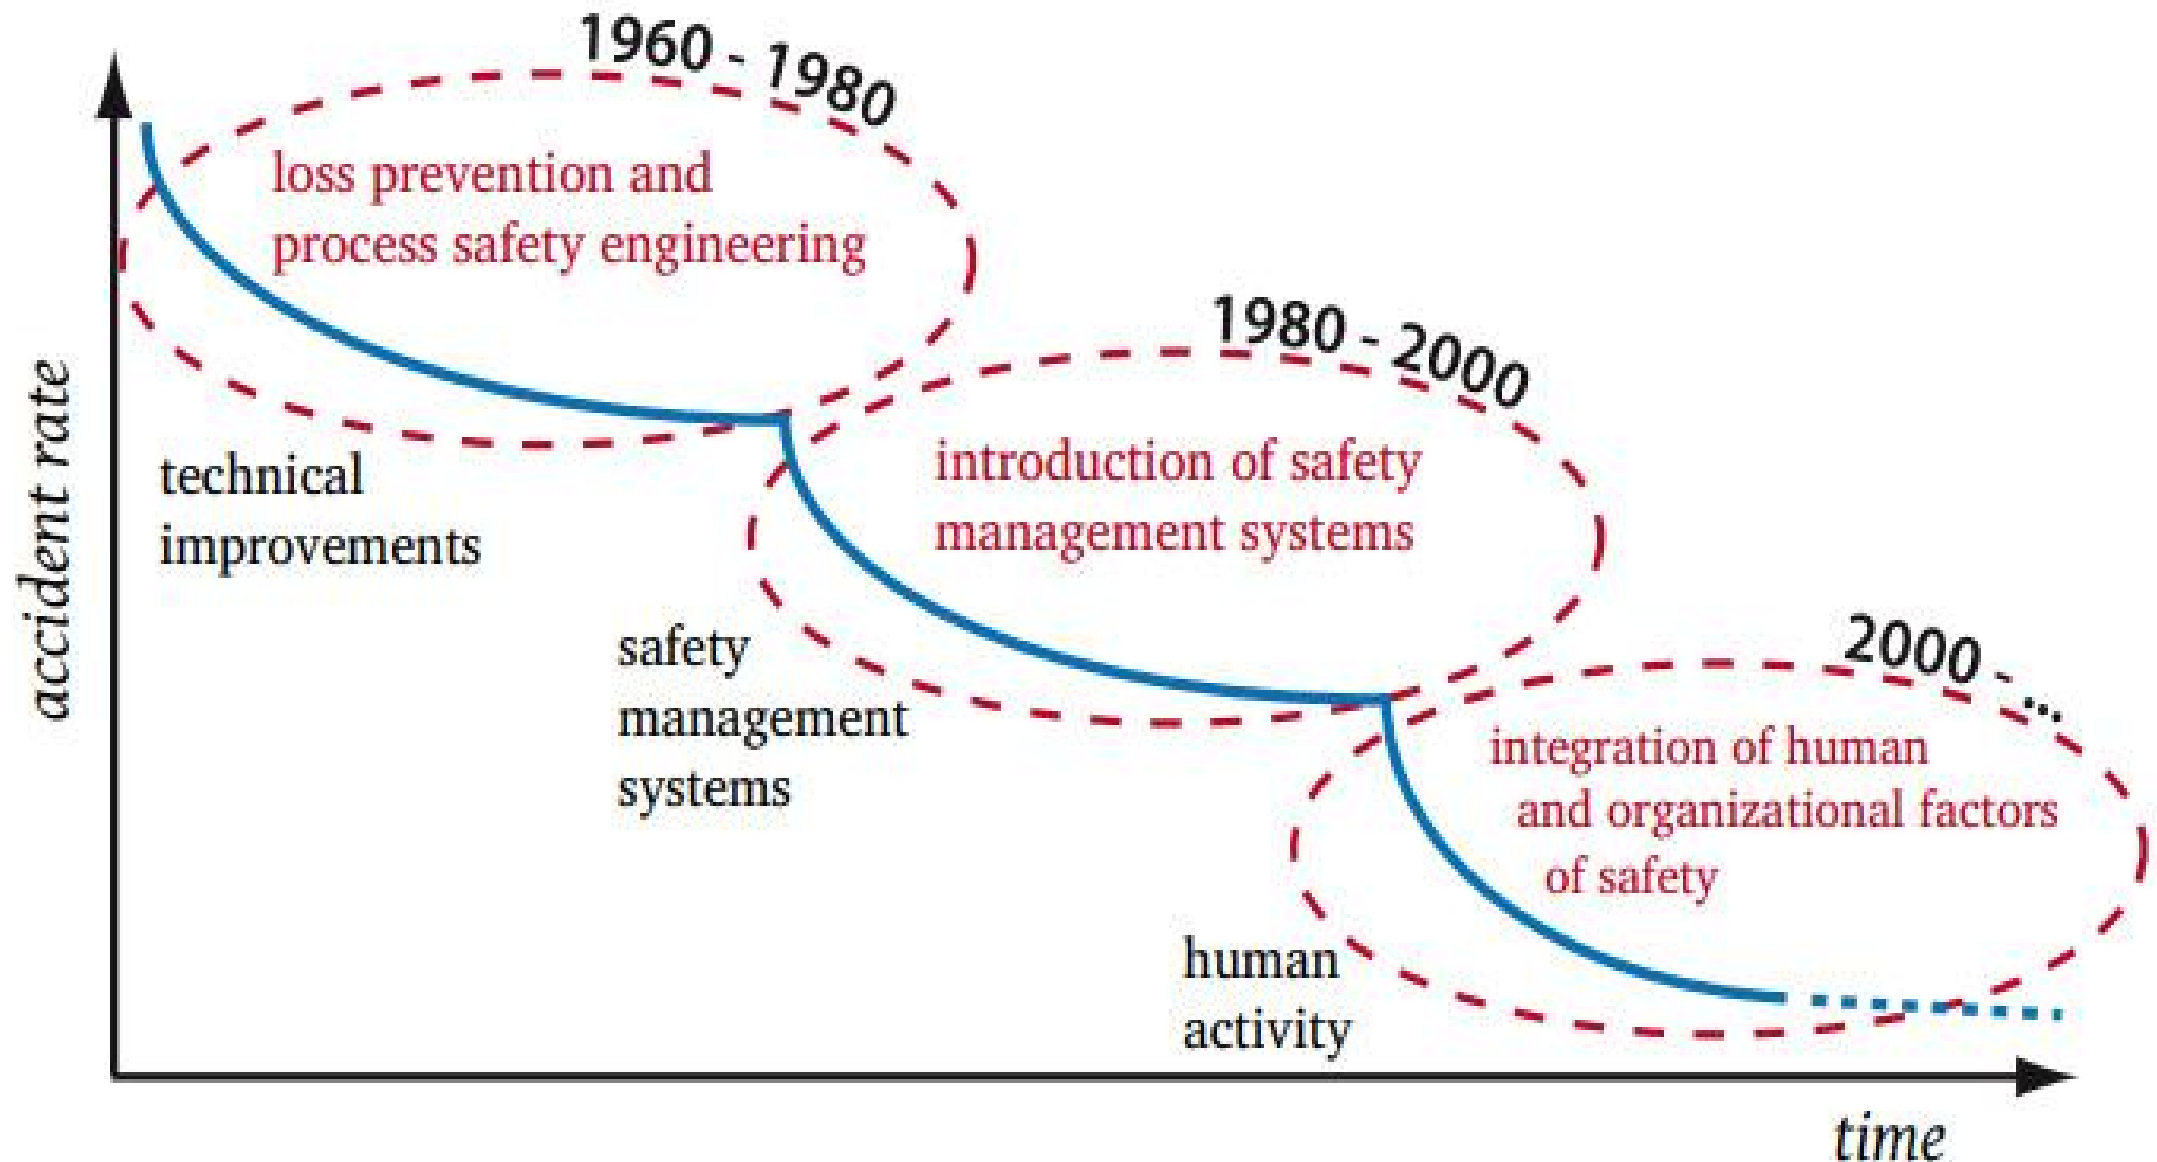 1960 - 1980
loss prevention and
process safety engineering
technical
improvements
1980 - 2000
introduction of safety
management systems
safety
management
systems
2000 - ...
integration of human
and organizational factors
of safety
human
activity
accident rate
time